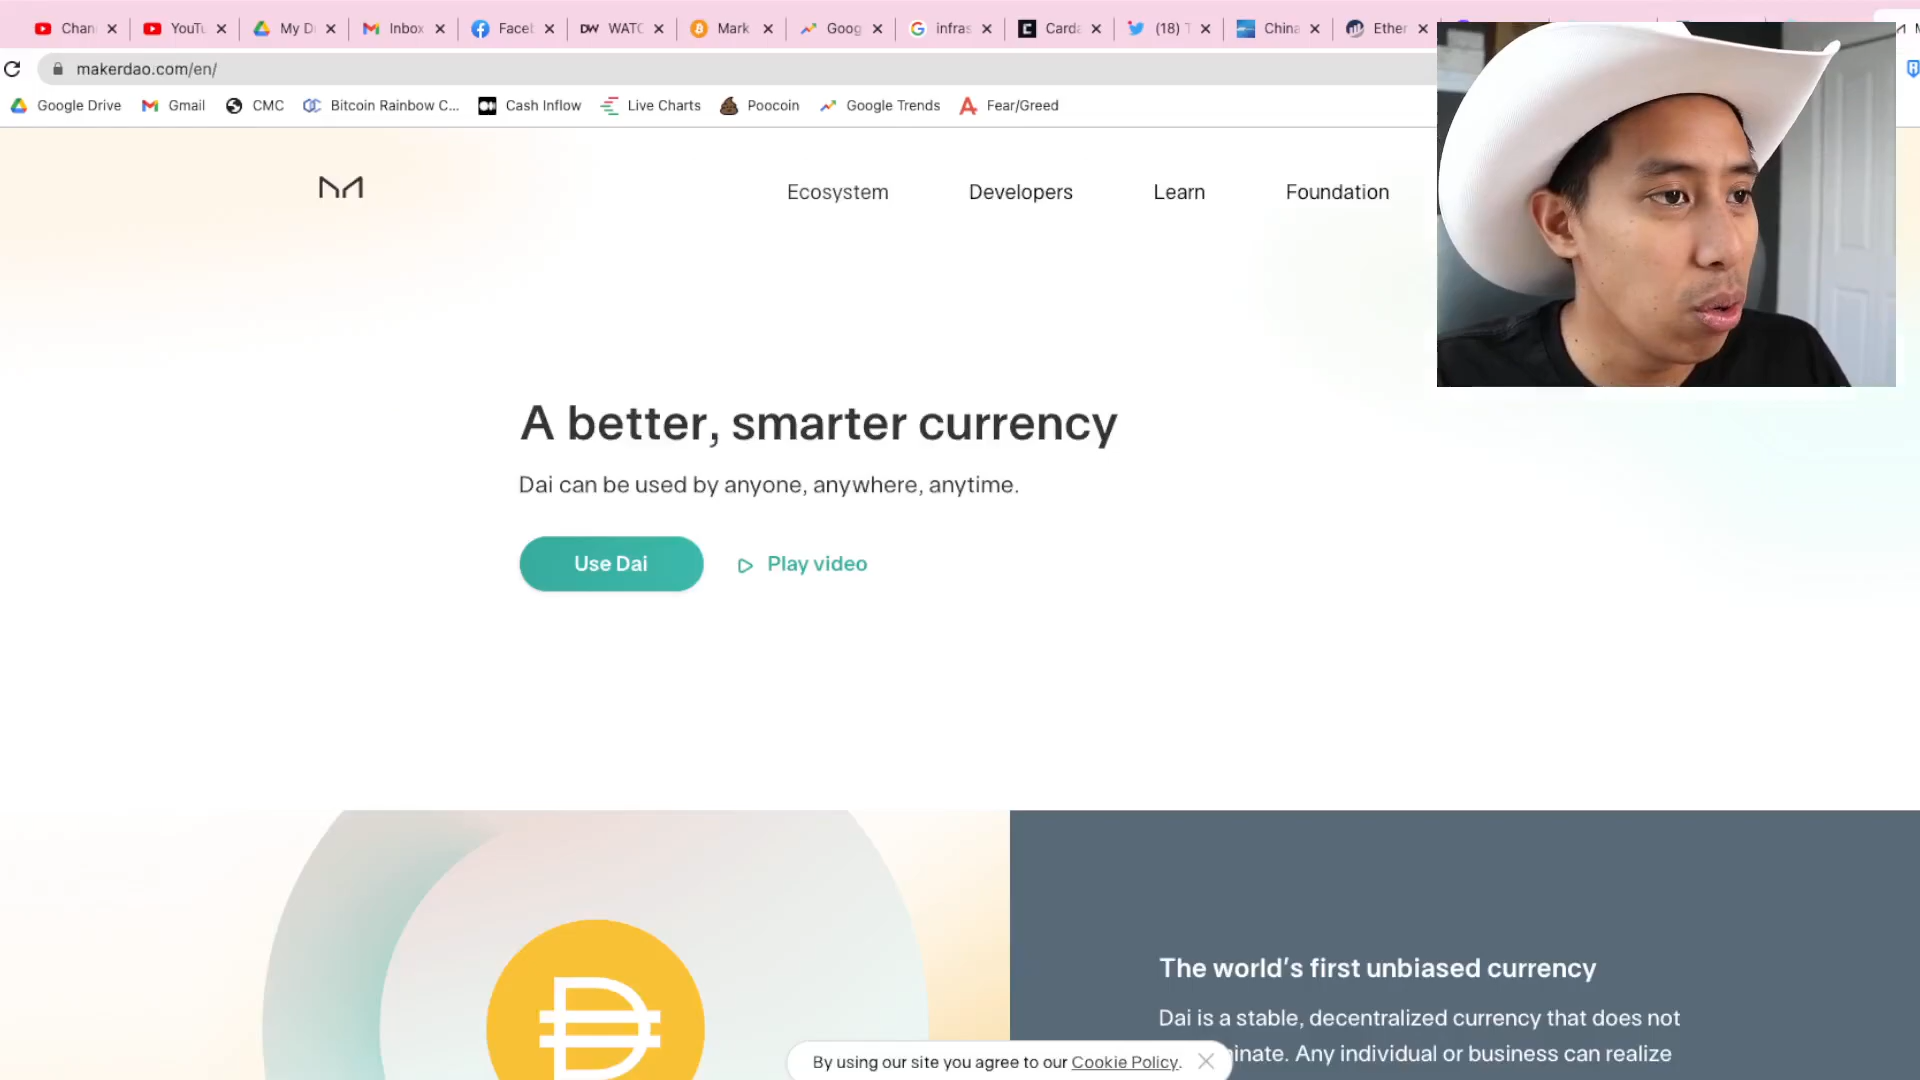 Chan YouTu My D Inbox Faceb DW WATC Mark Goog infras Carda (18) T China Ether
makerdao.com/en/
Google Drive Gmail CMC Bitcoin Rainbow C... Cash Inflow Live Charts Poocoin Google Trends Fear/Greed
Ecosystem Developers Learn Foundation
A better, smarter currency
Dai can be used by anyone, anywhere, anytime.
Use Dai Play video
The world's first unbiased currency
Dai is a stable, decentralized currency that does not
inate. Any individual or business can realize
By using our site you agree to our Cookie Policy.